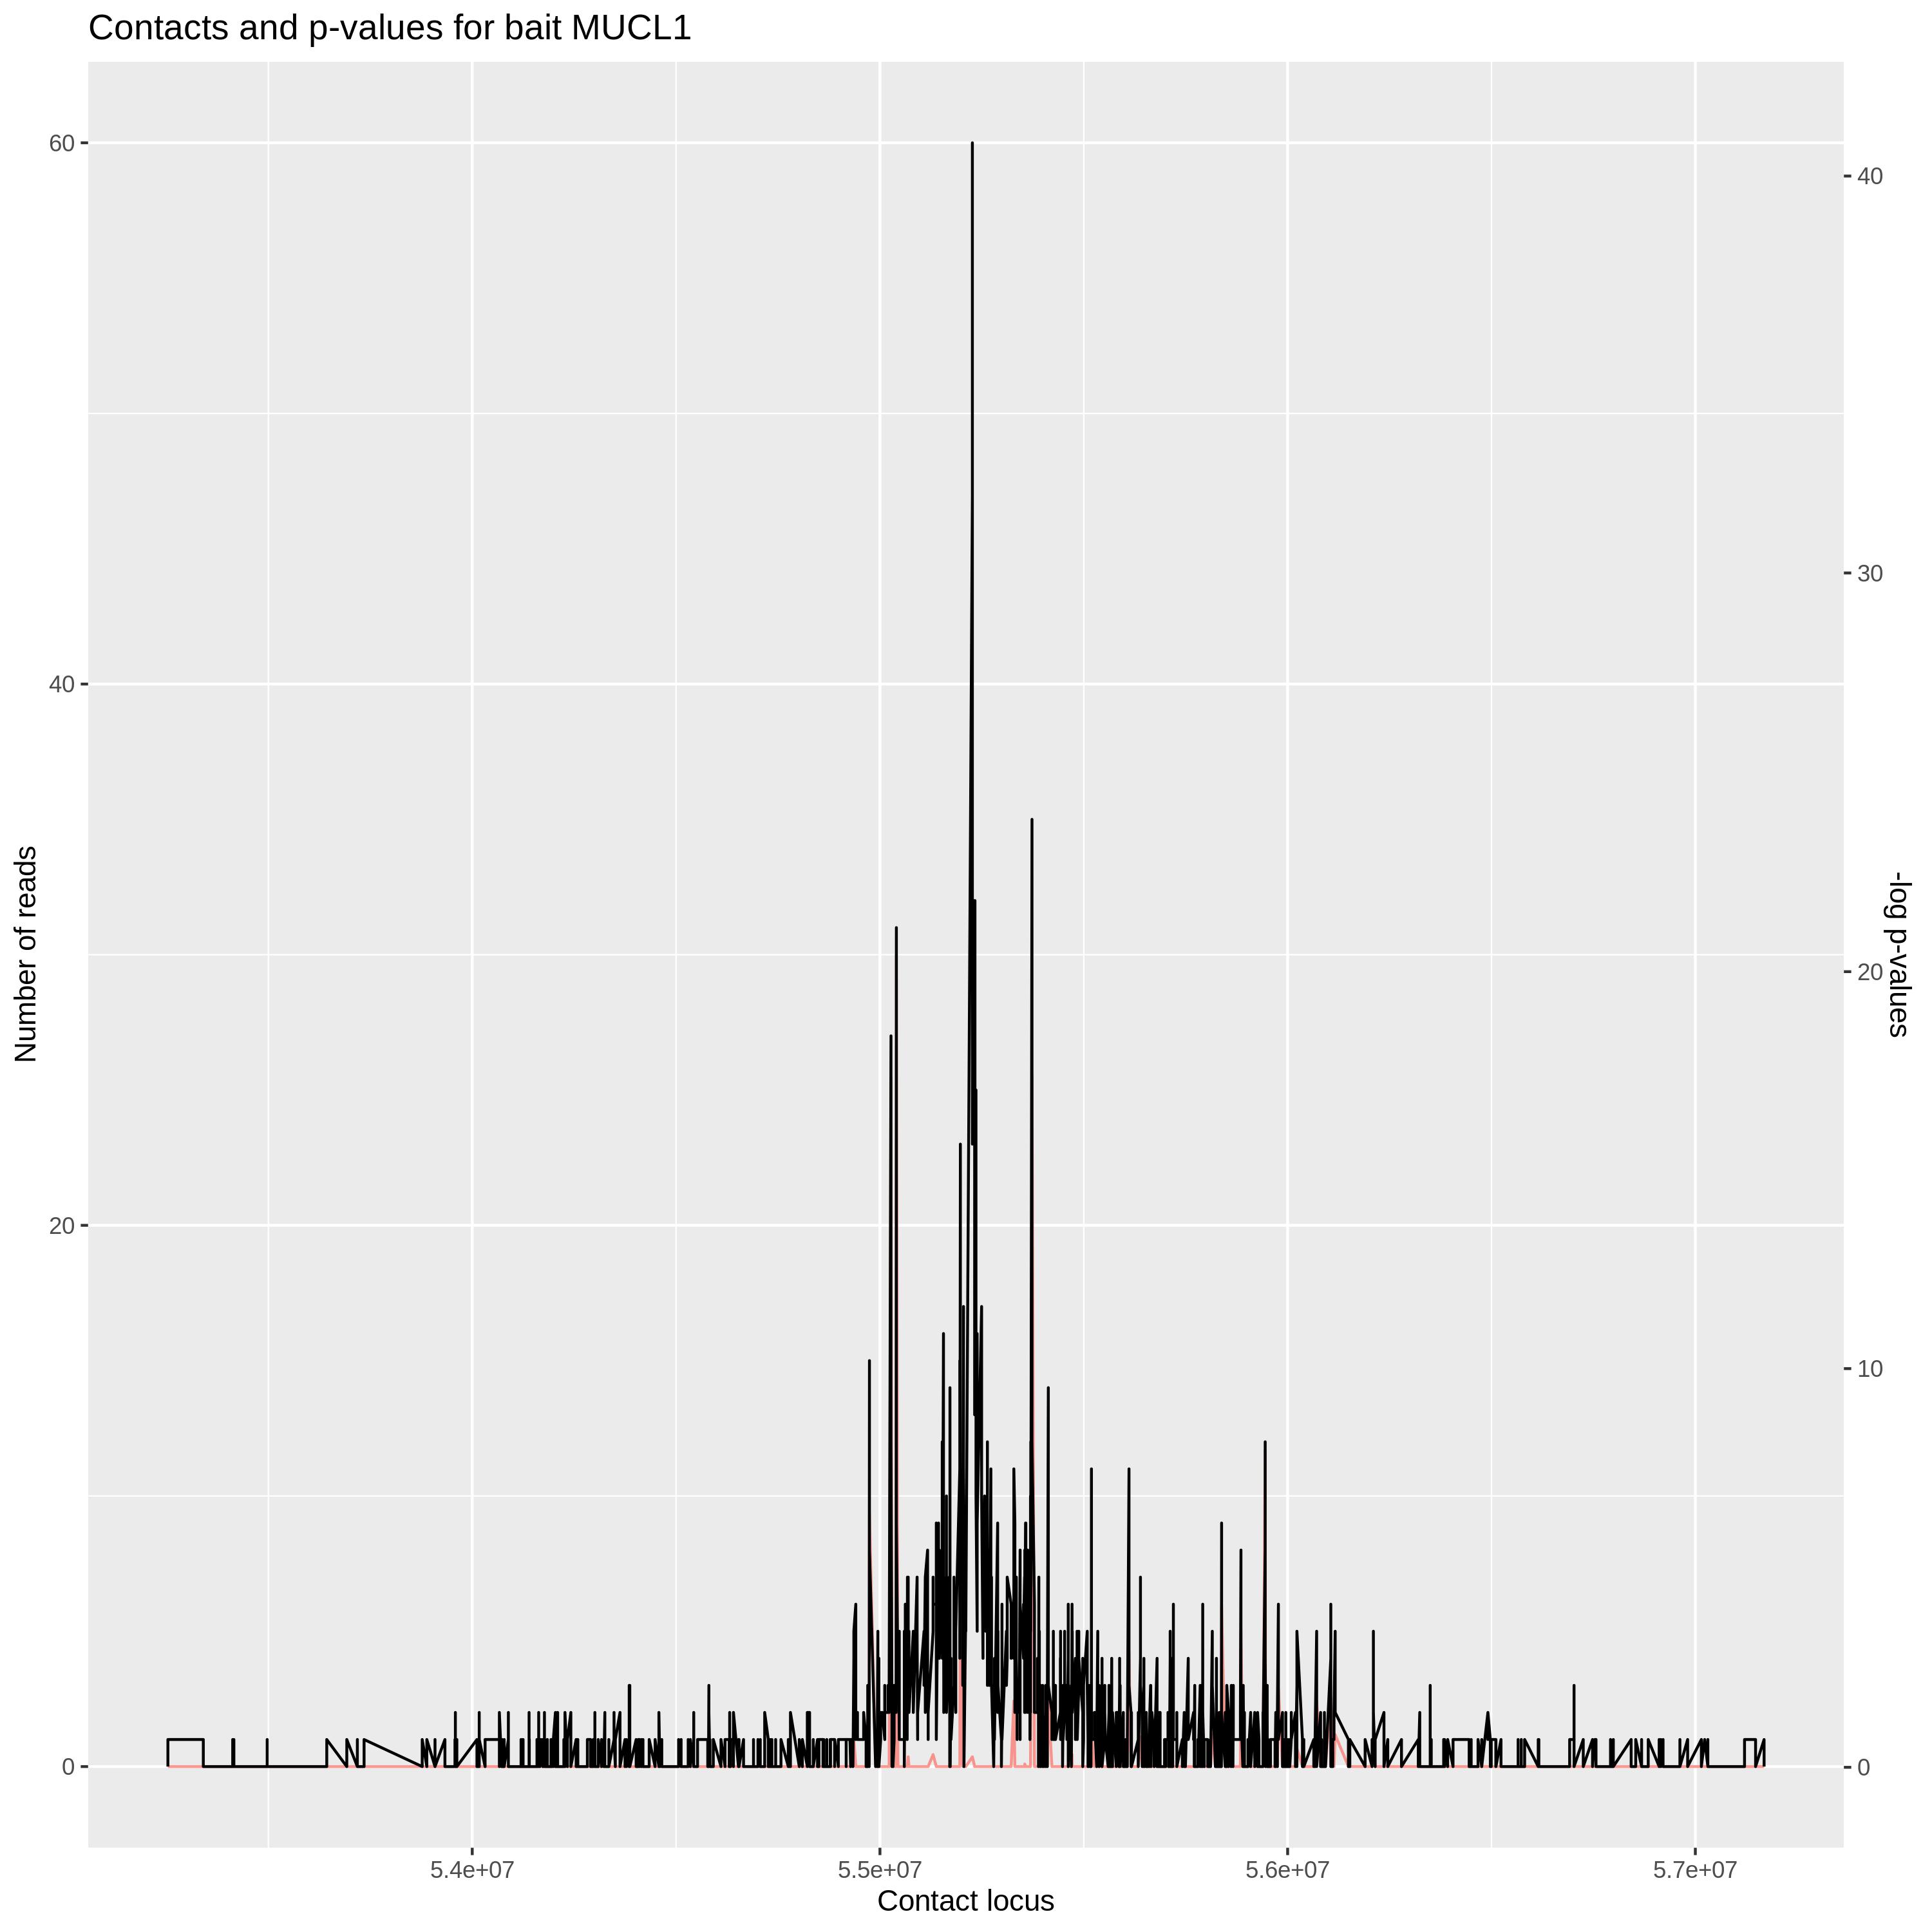 Contacts and p-values for bait MUCL1
60
40
20
0
Number of reads
40
30
20
10
0
-log p-values
5.4e+07
5.5e+07
5.6e+07
5.7e+07
Contact locus